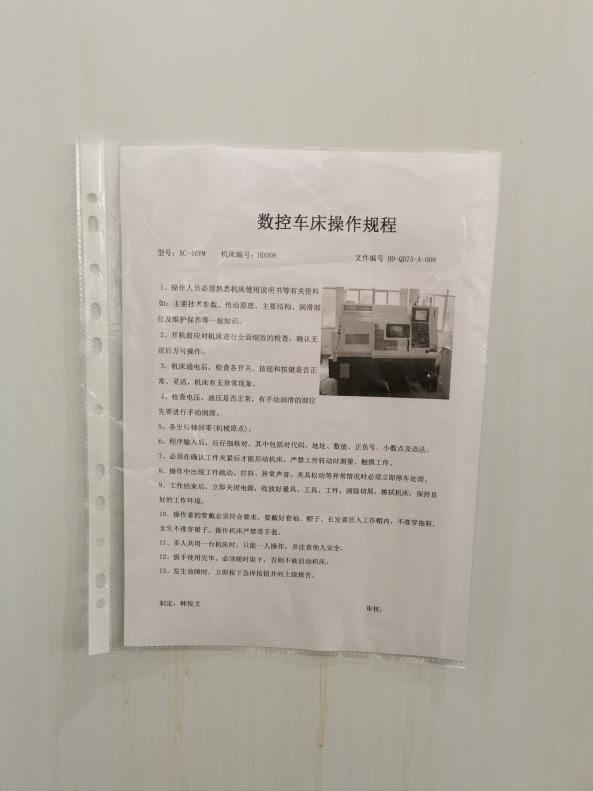 数控车床操作规程
型号：XC-46YM 机床编号：HD008 文件编号 HD-QD75-A-008
1、操作人员必须熟悉机床使用说明书等有关资料
如：主要技术参数、传动原理、主要结构、润滑部
位及维护保养等一般知识。
2、开机前应对机床进行全面细致的检查，确认无
误后方可操作。
3、机床通电后，检查各开关、按钮和按键是否正
常、灵活，机床有无异常现象。
4、检查电压、油压是否正常，有手动润滑的部位
先要进行手动润滑。
5、各坐标轴回零(机械原点)。
6、程序输入后，应仔细核对，其中包括对代码、地址、数值、正负号、小数点及语法。
7、必须在确认工件夹紧后才能启动机床，严禁工件转动时测量、触摸工件。
8、操作中出现工件跳动、打抖、异常声音、夹具松动等异常情况时必须立即停车处理。
9、工作结束后，立即关闭电源，收放好量具、工具、工件，清除切屑，擦拭机床，保持良
好的工作环境。
10、操作者的穿戴必须符合要求。要戴好套袖、帽子，长发要压入工作帽内，不准穿拖鞋，
女生不准穿裙子。操作机床严禁带手套。
11、多人共用一台机床时，只能一人操作，并注意他人安全。
12、扳手使用完毕，必须随时取下，否则不能启动机床。
13、发生故障时，立即按下急停按钮并向上级报告。
制定：韩悦文 审核：